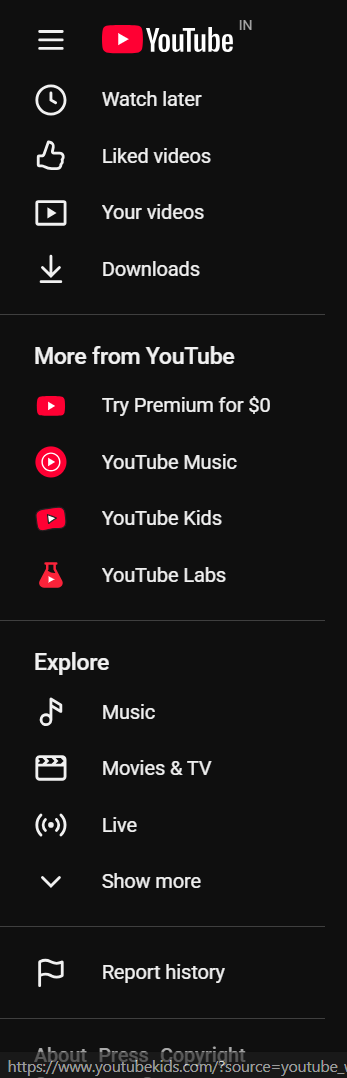 YouTube IN
Watch later
Liked videos
Your videos
Downloads
More from YouTube
Try Premium for $0
YouTube Music
YouTube Kids
YouTube Labs
Explore
Music
Movies & TV
Live
Show more
Report history
About Press Copyright
https://www.youtubekids.com/?source=youtube_